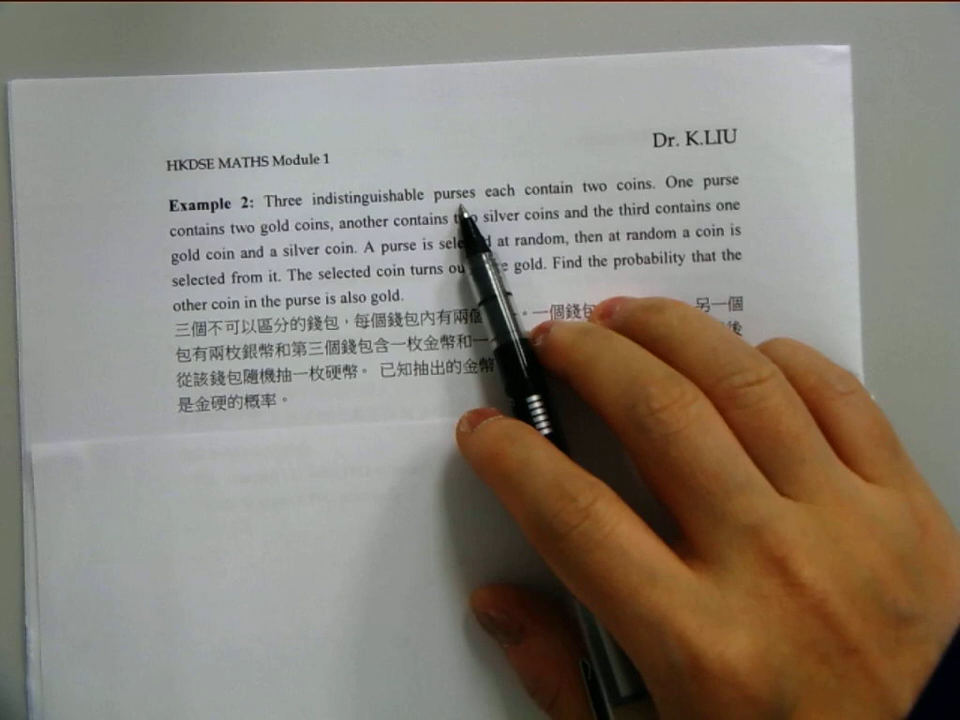 Dr. K.LIU
HKDSE MATHS Module 1
Example 2: Three indistinguishable purses each contain two coins. One purse
contains two gold coins, another contains two silver coins and the third contains one
gold coin and a silver coin. A purse is selected at random, then at random a coin is
selected from it. The selected coin turns gold. Find the probability that the
other coin in the purse is also gold.
三個不可以區分的錢包，每個錢包內有兩個 。一個錢包 另一個
包有兩枚銀幣和第三個錢包含一枚金幣和一 後
從該錢包隨機抽一枚硬幣。 已知抽出的金幣
是金硬的概率。